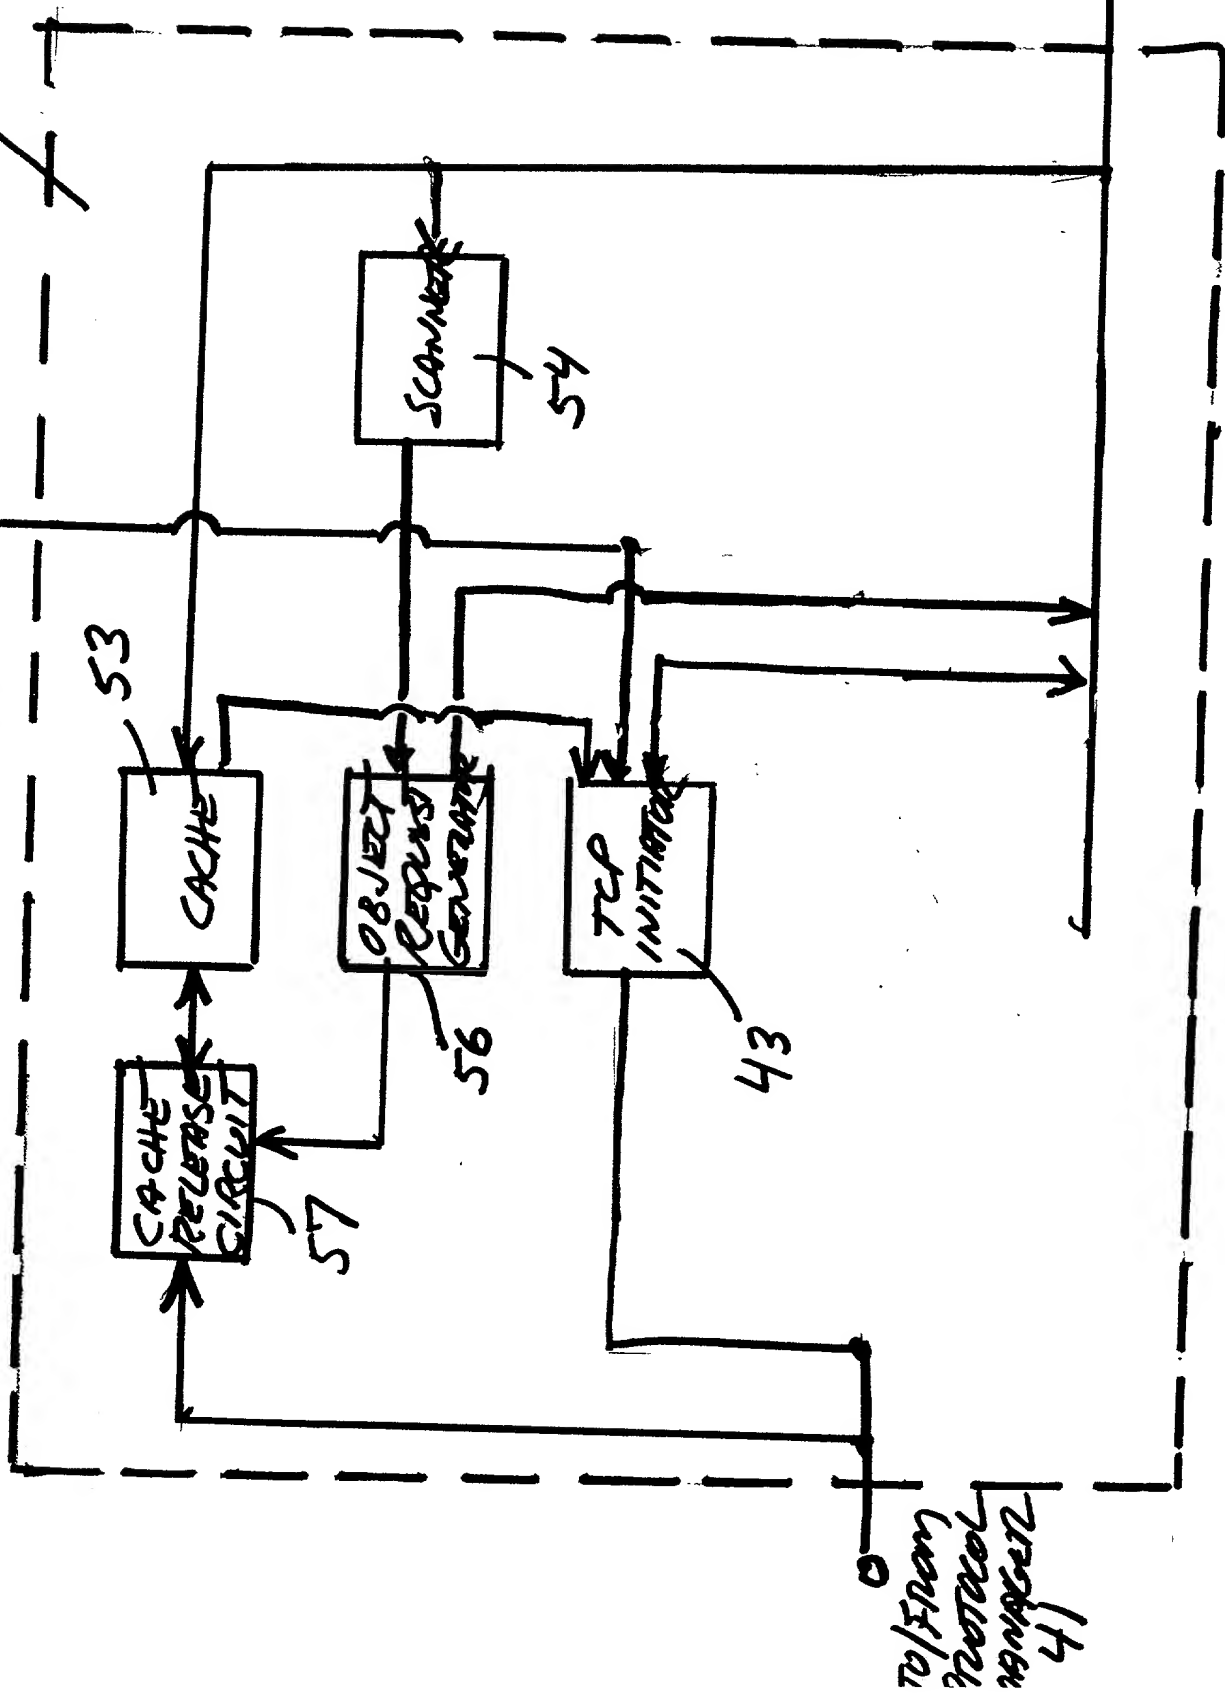 53
CACHE
CACHE
RELEASE
CIRCUIT
57
SCANNER
54
OBJECT
REQUEST
GENERATOR
56
TCP
INITIATOR
43
TO/FROM
PROTOCOL
MANAGER
41